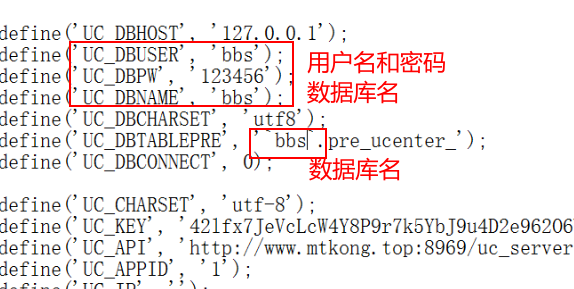 define('UC_DBHOST', '127.0.0.1');
define('UC_DBUSER', 'bbs');
用户名和密码
define('UC_DBPW', '123456');
define('UC_DBNAME', 'bbs');
数据库名
define('UC_DBCHARSET', 'utf8');
define('UC_DBTABLEPRE', '`bbs`.pre_ucenter_');
define('UC_DBCONNECT', 0);
数据库名
define('UC_CHARSET', 'utf-8');
define('UC_KEY', '421fx7JeVcLcW4Y8P9r7k5YbJ9u4D2e96206
define('UC_API', 'http://www.mtkong.top:8969/uc_server
define('UC_APPID', '1');
define('UC_IP', '');